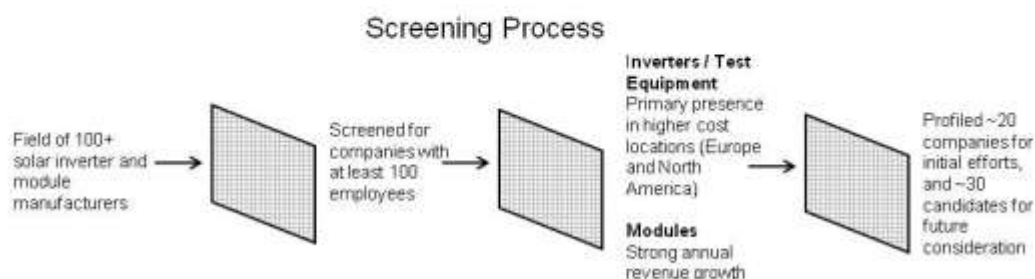 Screening Process
Field of 100+
solar inverter and
module
manufacturers
Screened for
companies with
at least 100
employees
Inverters / Test
Equipment
Primary presence
in higher cost
locations (Europe
and North
America)
Modules
Strong annual
revenue growth
Profiled ~20
companies for
initial efforts,
and ~30
candidates for
future
consideration